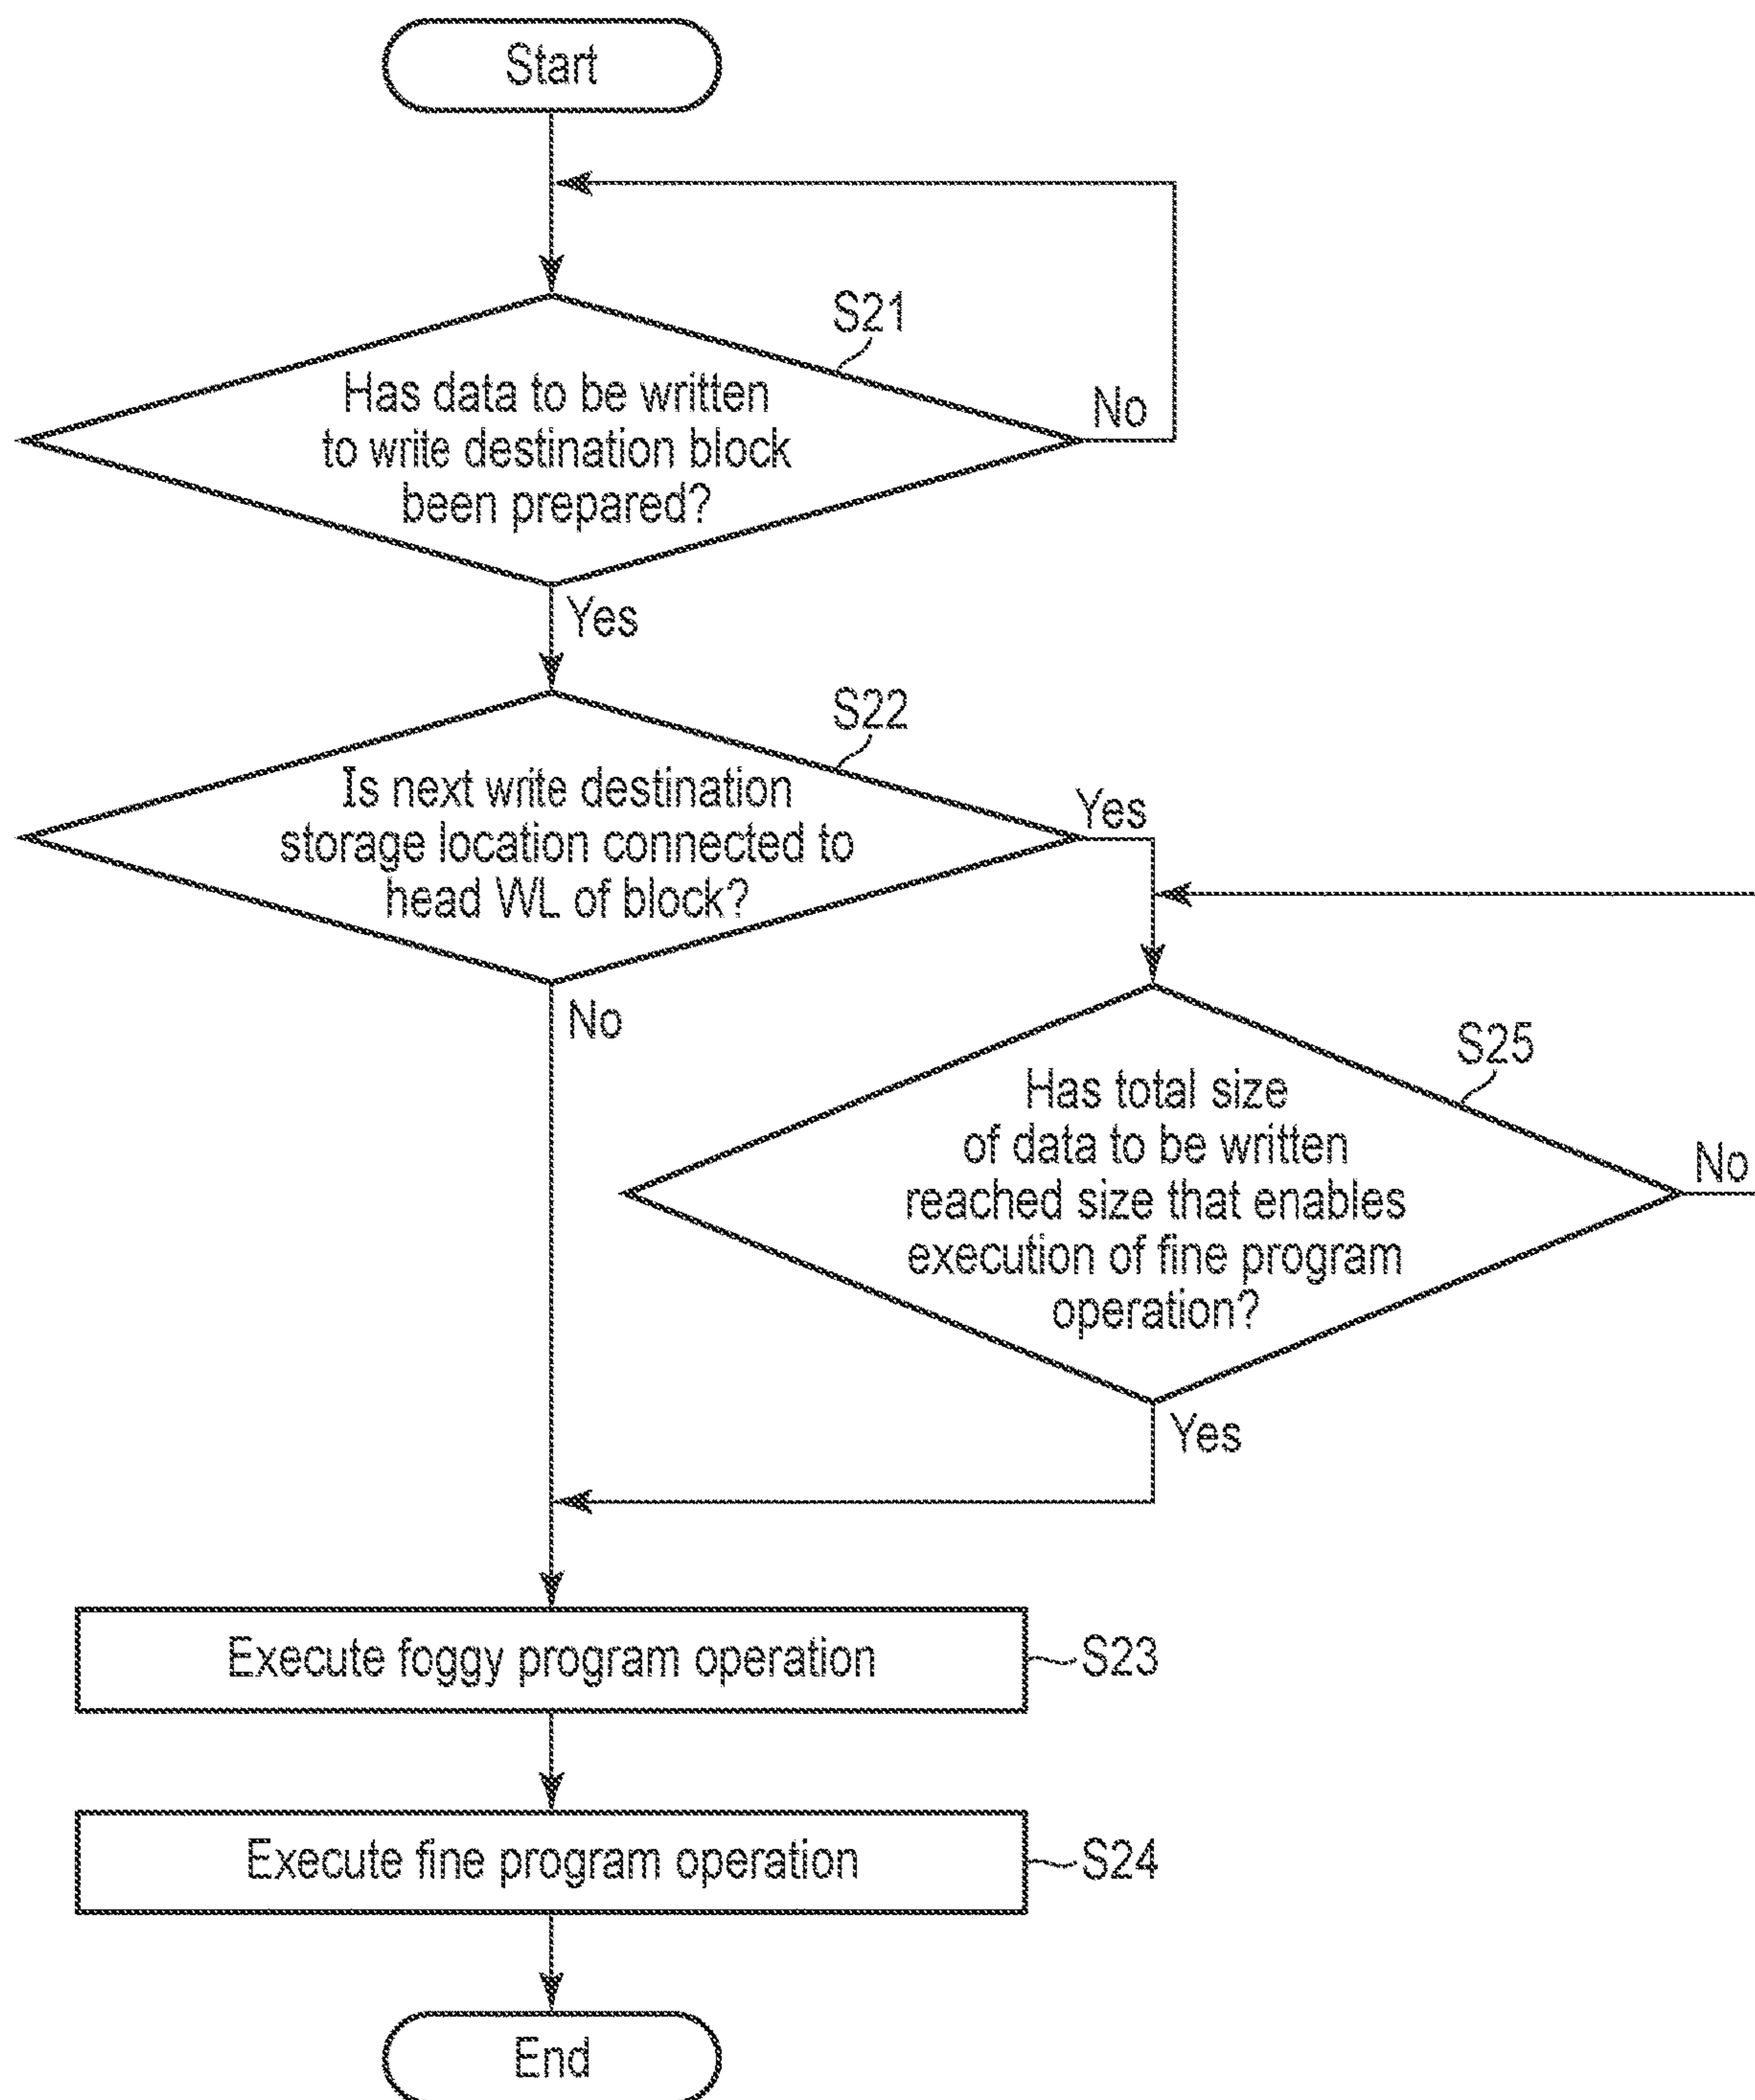 Start
S21
Has data to be written
to write destination block
been prepared?
No
Yes
S22
Is next write destination
storage location connected to
head WL of block?
Yes
No
S25
Has total size
of data to be written
reached size that enables
execution of fine program
operation?
No
Yes
Execute foggy program operation
S23
Execute fine program operation
S24
End